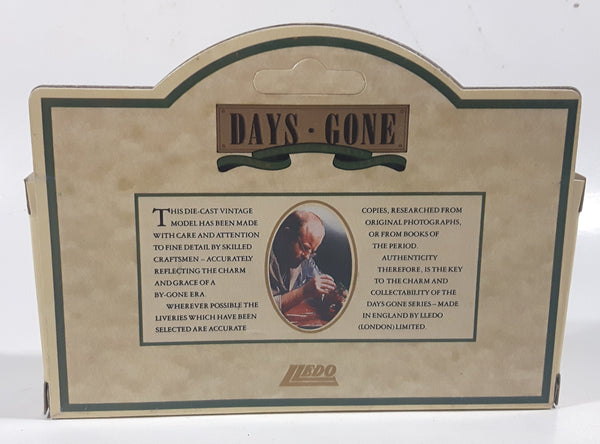 DAYS · GONE
THIS DIE-CAST VINTAGE
MODEL HAS BEEN MADE
WITH CARE AND ATTENTION
TO FINE DETAIL BY SKILLED
CRAFTSMEN – ACCURATELY
REFLECTING THE CHARM
AND GRACE OF A
BY-GONE ERA.
WHEREVER POSSIBLE THE
LIVERIES WHICH HAVE BEEN
SELECTED ARE ACCURATE
COPIES, RESEARCHED FROM
ORIGINAL PHOTOGRAPHS,
OR FROM BOOKS OF
THE PERIOD.
AUTHENTICITY
THEREFORE, IS THE KEY
TO THE CHARM AND
COLLECTABILITY OF THE
DAYS GONE SERIES – MADE
IN ENGLAND BY LLEDO
(LONDON) LIMITED.
LLEDO